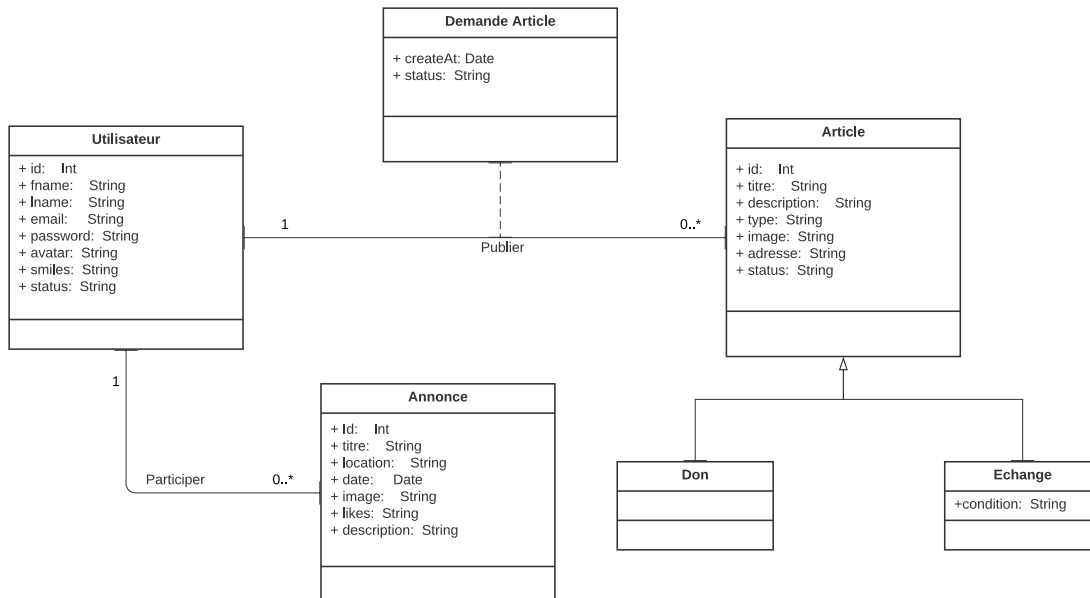 Demande Article
+ createAt: Date
+ status: String
Utilisateur
+ id: Int
+ fname: String
+ lname: String
+ email: String
+ password: String
+ avatar: String
+ smiles: String
+ status: String
Article
+ id: Int
+ titre: String
+ description: String
+ type: String
+ image: String
+ adresse: String
+ status: String
1
0..*
Publier
1
Participer
0..*
Annonce
+ Id: Int
+ titre: String
+ location: String
+ date: Date
+ image: String
+ likes: String
+ description: String
Don
Echange
+condition: String